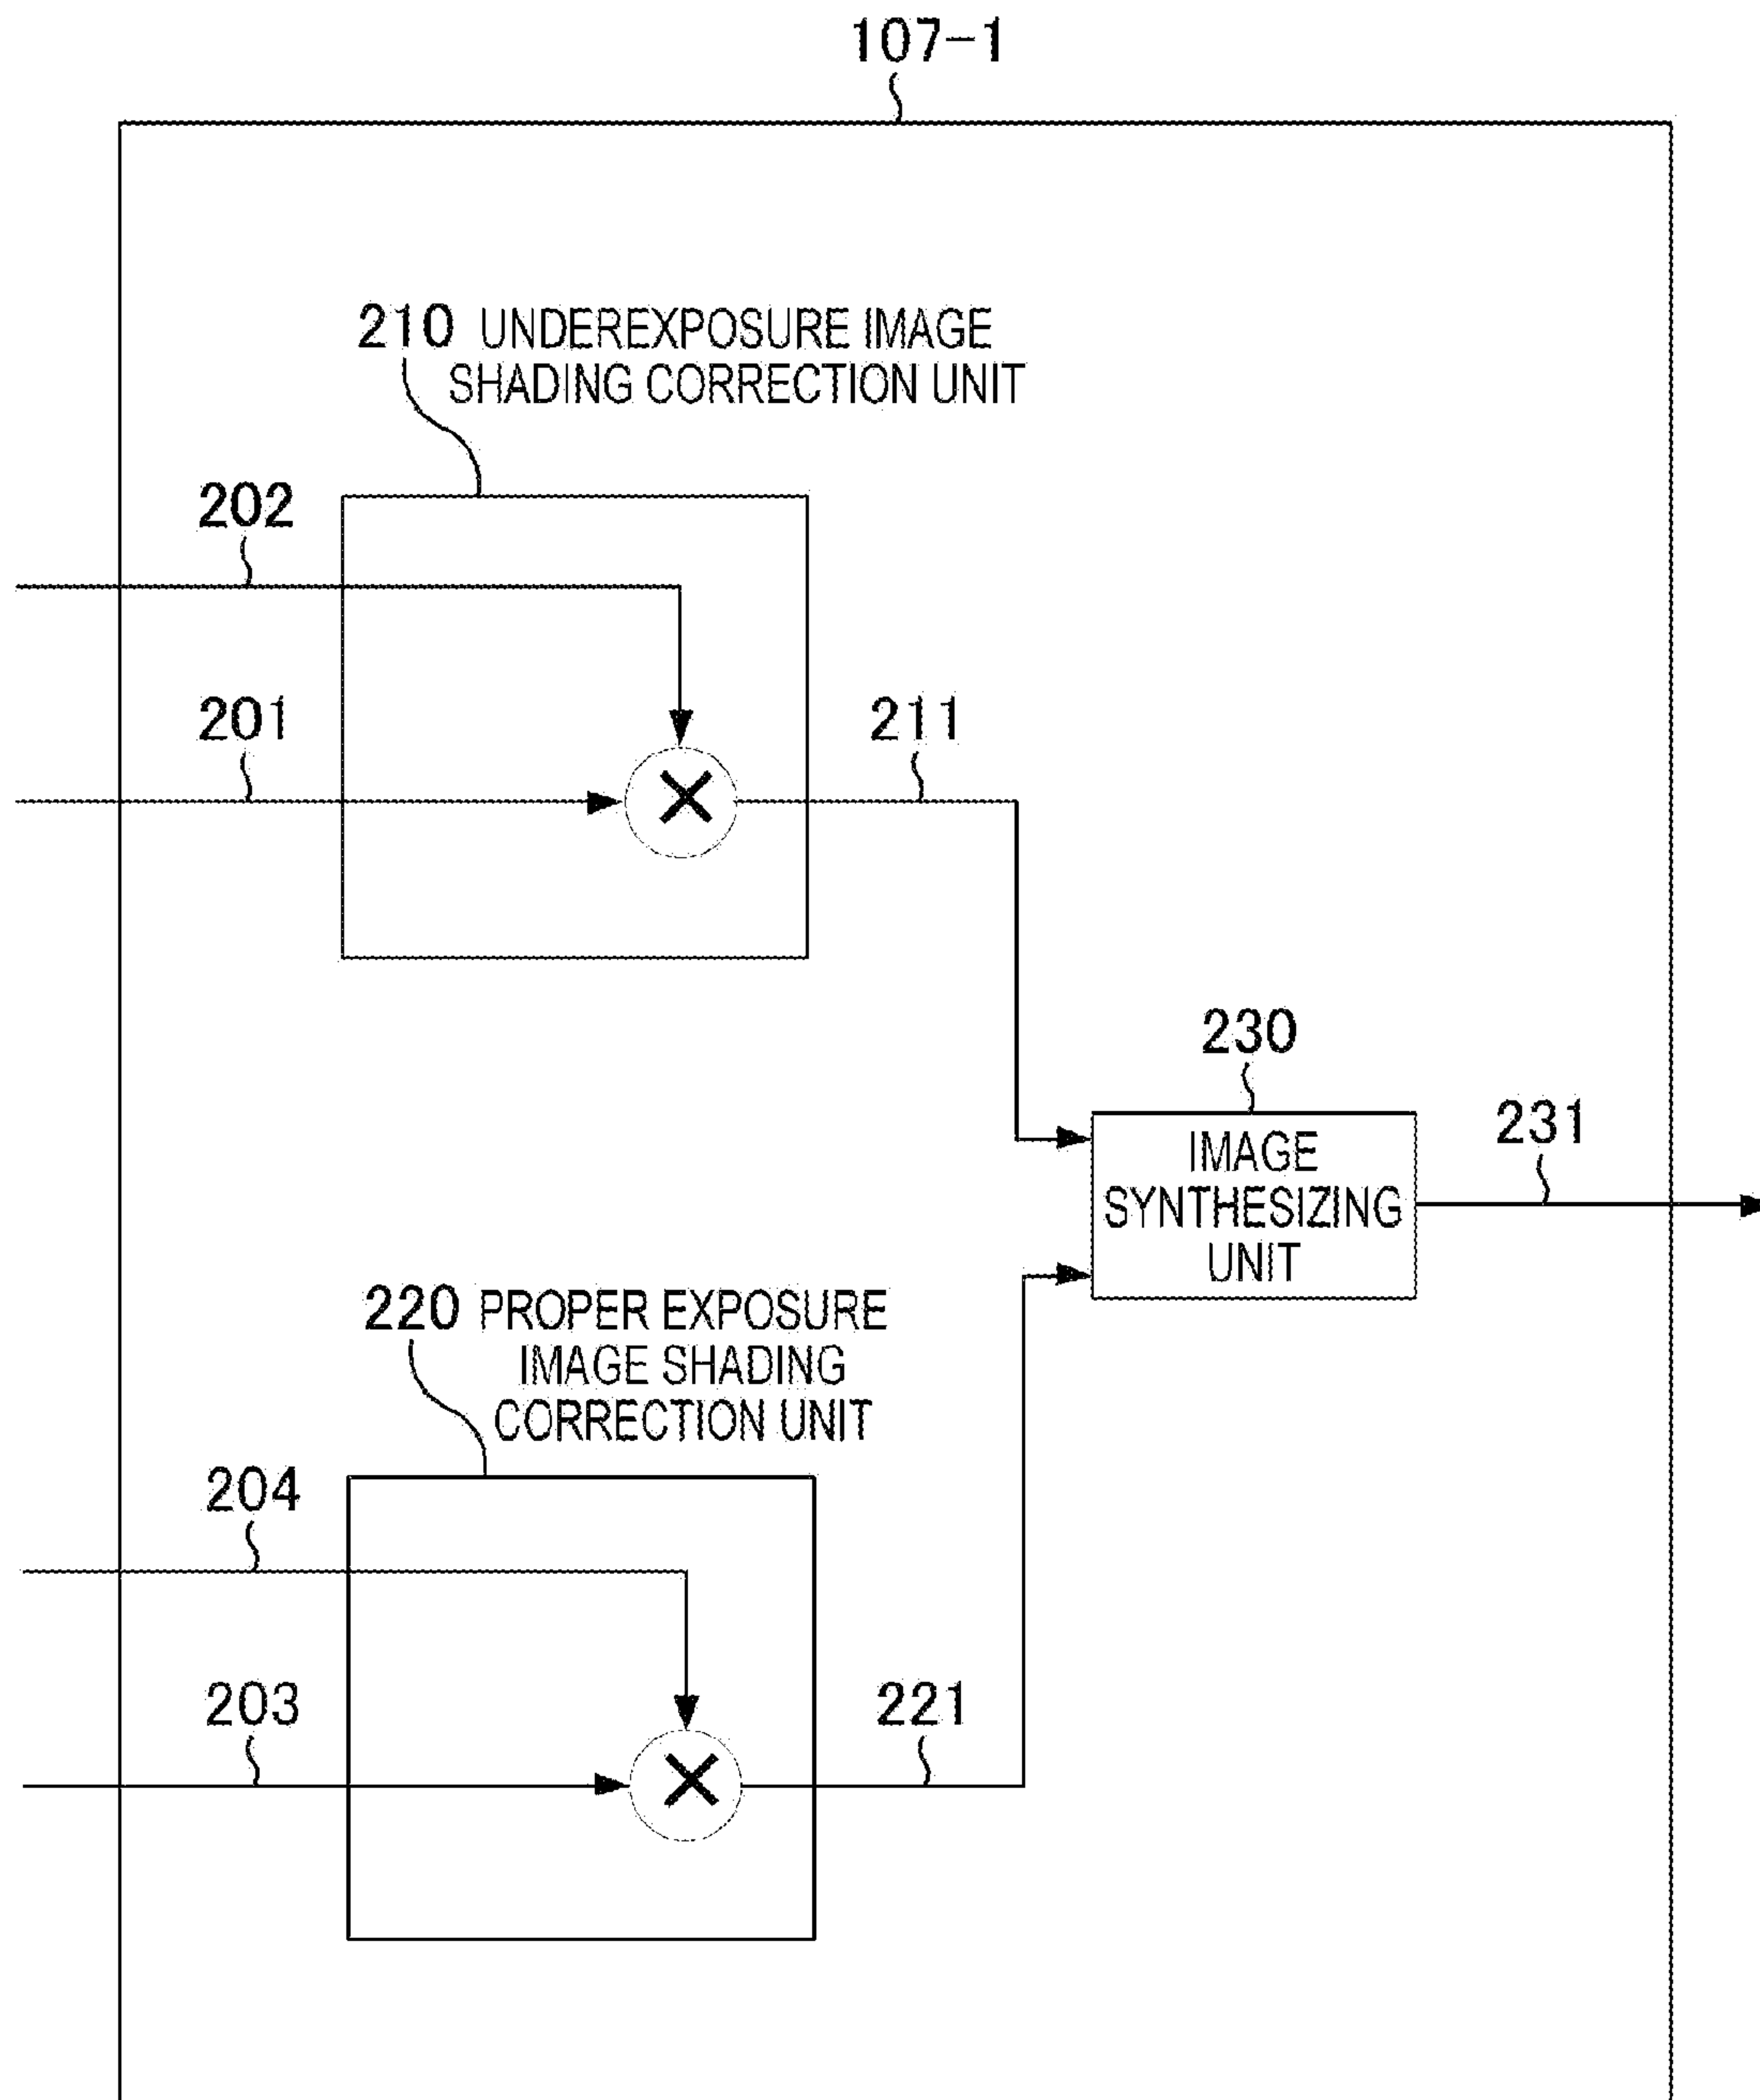 107-1
210 UNDEREXPOSURE IMAGE
SHADING CORRECTION UNIT
202
201
211
230
IMAGE
SYNTHESIZING
UNIT
231
220 PROPER EXPOSURE
IMAGE SHADING
CORRECTION UNIT
204
203
221